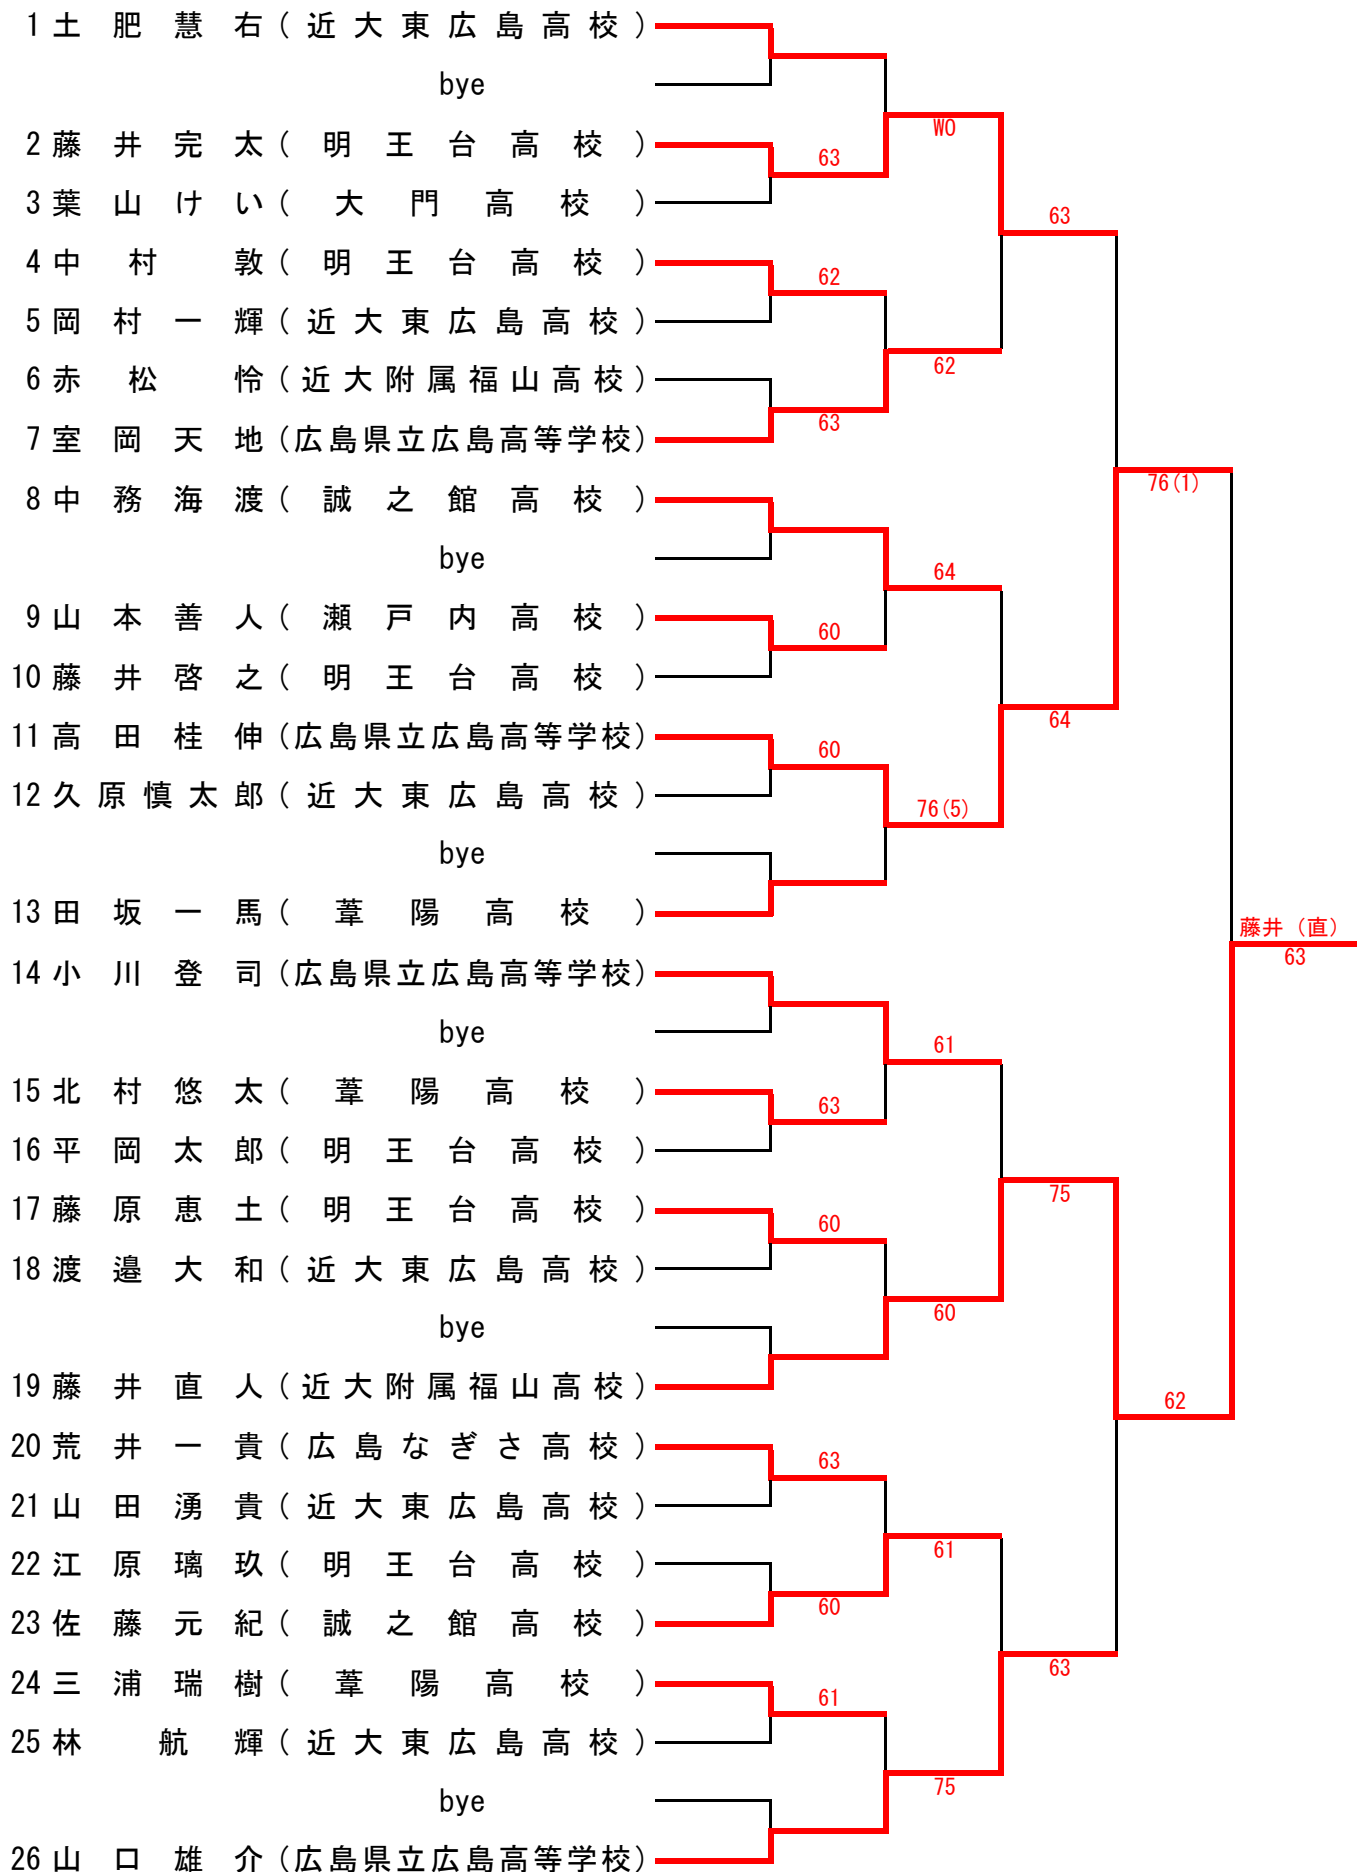 1 土肥慧右 (近大東広島高校)
bye
WO
2 藤井完太 (明王台高校)
63
3 葉山けい (大門高校)
63
4 中村敦 (明王台高校)
62
5 岡村一輝 (近大東広島高校)
6 赤松怜 (近大附属福山高校)
62
63
7 室岡天地 (広島県立広島高等学校)
76(1)
8 中務海渡 (誠之館高校)
bye
64
9 山本善人 (瀬戸内高校)
60
10 藤井啓之 (明王台高校)
64
11 高田桂伸 (広島県立広島高等学校)
60
12 久原慎太郎 (近大東広島高校)
76(5)
bye
13 田坂一馬 (葦陽高校)
藤井(直)
63
14 小川登司 (広島県立広島高等学校)
bye
61
15 北村悠太 (葦陽高校)
63
16 平岡太郎 (明王台高校)
75
17 藤原恵土 (明王台高校)
60
18 渡邉大和 (近大東広島高校)
60
bye
19 藤井直人 (近大附属福山高校)
62
20 荒井一貴 (広島なぎさ高校)
63
21 山田湧貴 (近大東広島高校)
61
22 江原璃玖 (明王台高校)
60
23 佐藤元紀 (誠之館高校)
63
24 三浦瑞樹 (葦陽高校)
61
25 林航輝 (近大東広島高校)
75
bye
26 山口雄介 (広島県立広島高等学校)